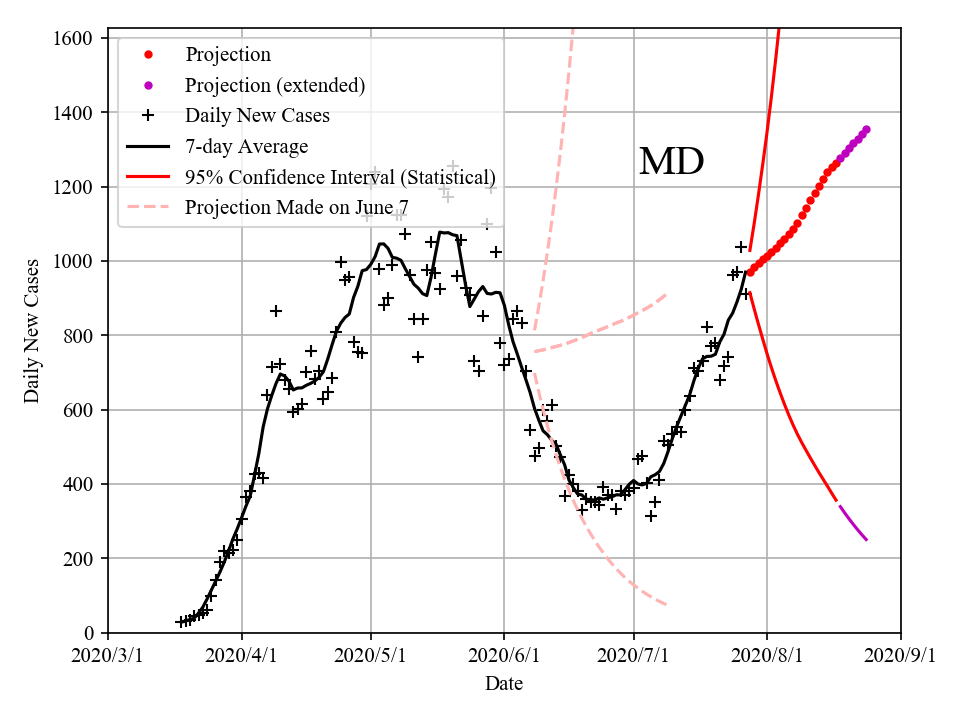 1600
1400
1200
1000
800
600
400
200
0
Daily New Cases
Projection
Projection (extended)
Daily New Cases
7-day Average
95% Confidence Interval (Statistical)
Projection Made on June 7
MD
2020/3/1 2020/4/1 2020/5/1 2020/6/1 2020/7/1 2020/8/1 2020/9/1
Date